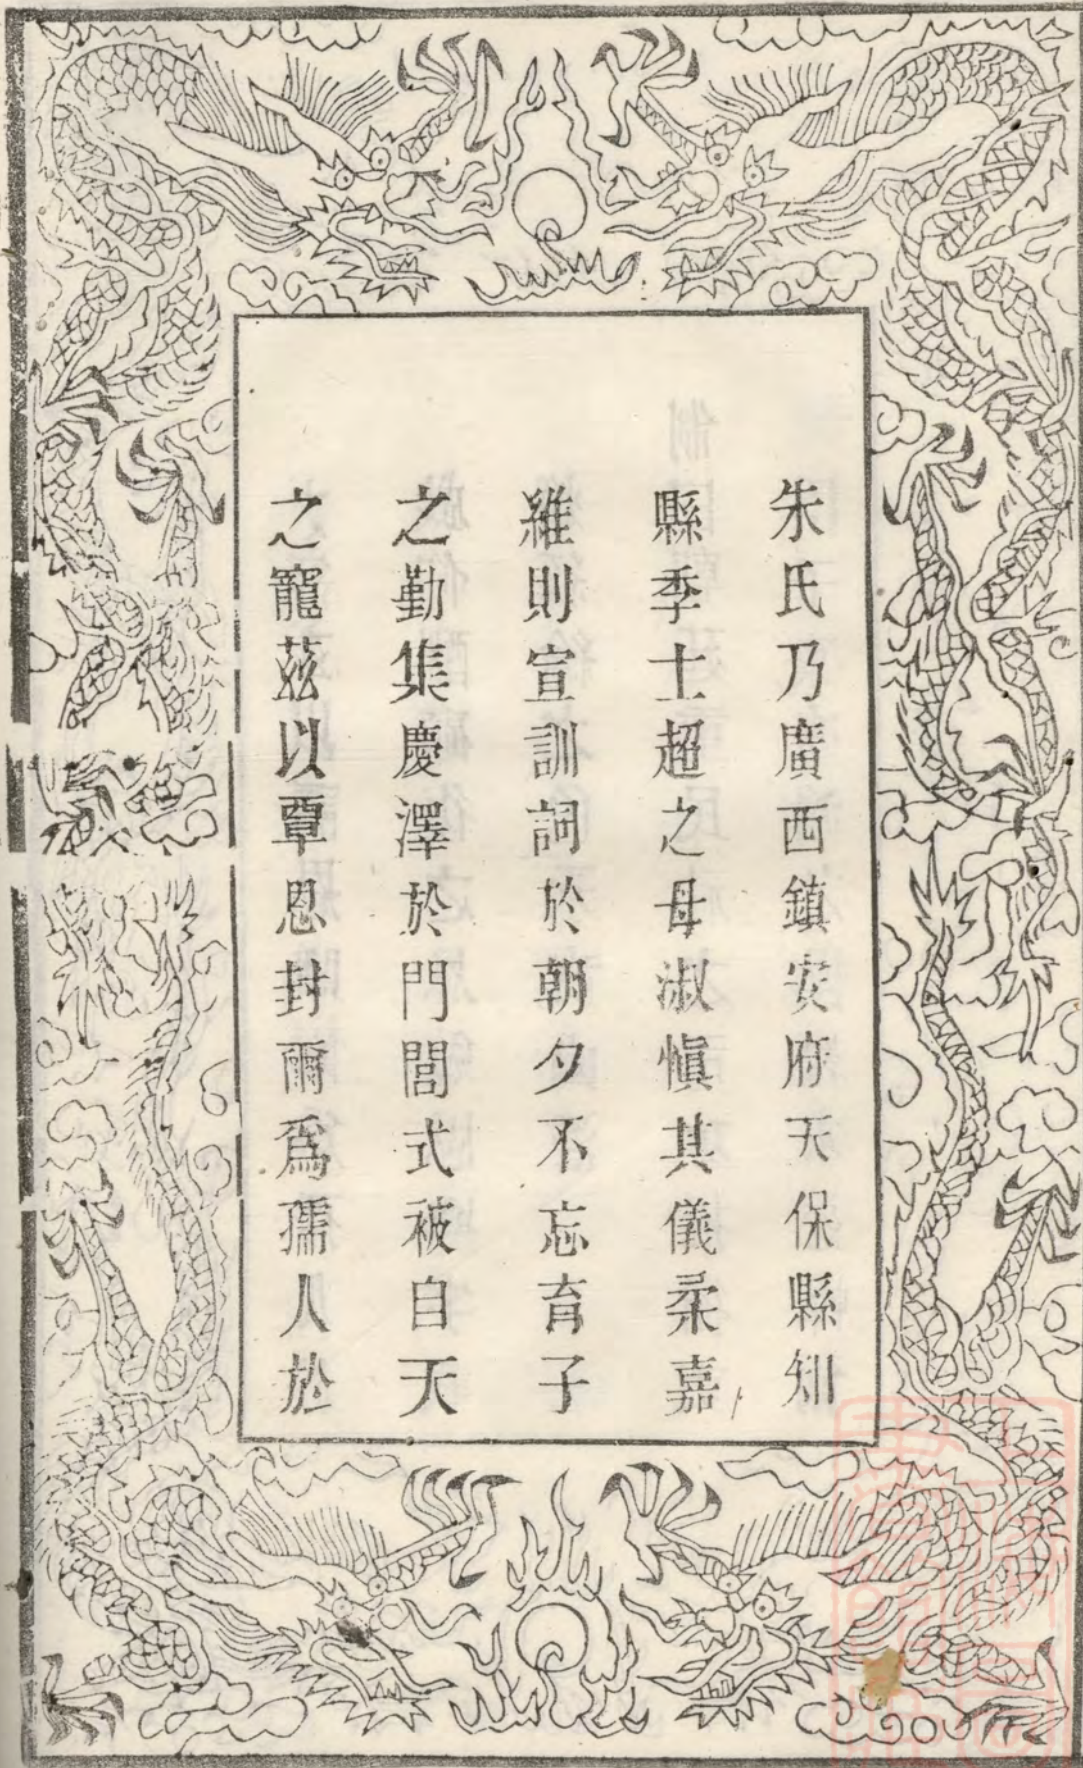 朱氏乃廣西鎮安府天保縣知
縣季士超之母淑慎其儀柔嘉
維則宣訓詞於朝夕不忘育子
之勤集慶澤於門閭式被自天
之寵茲以覃恩封爾爲孺人於